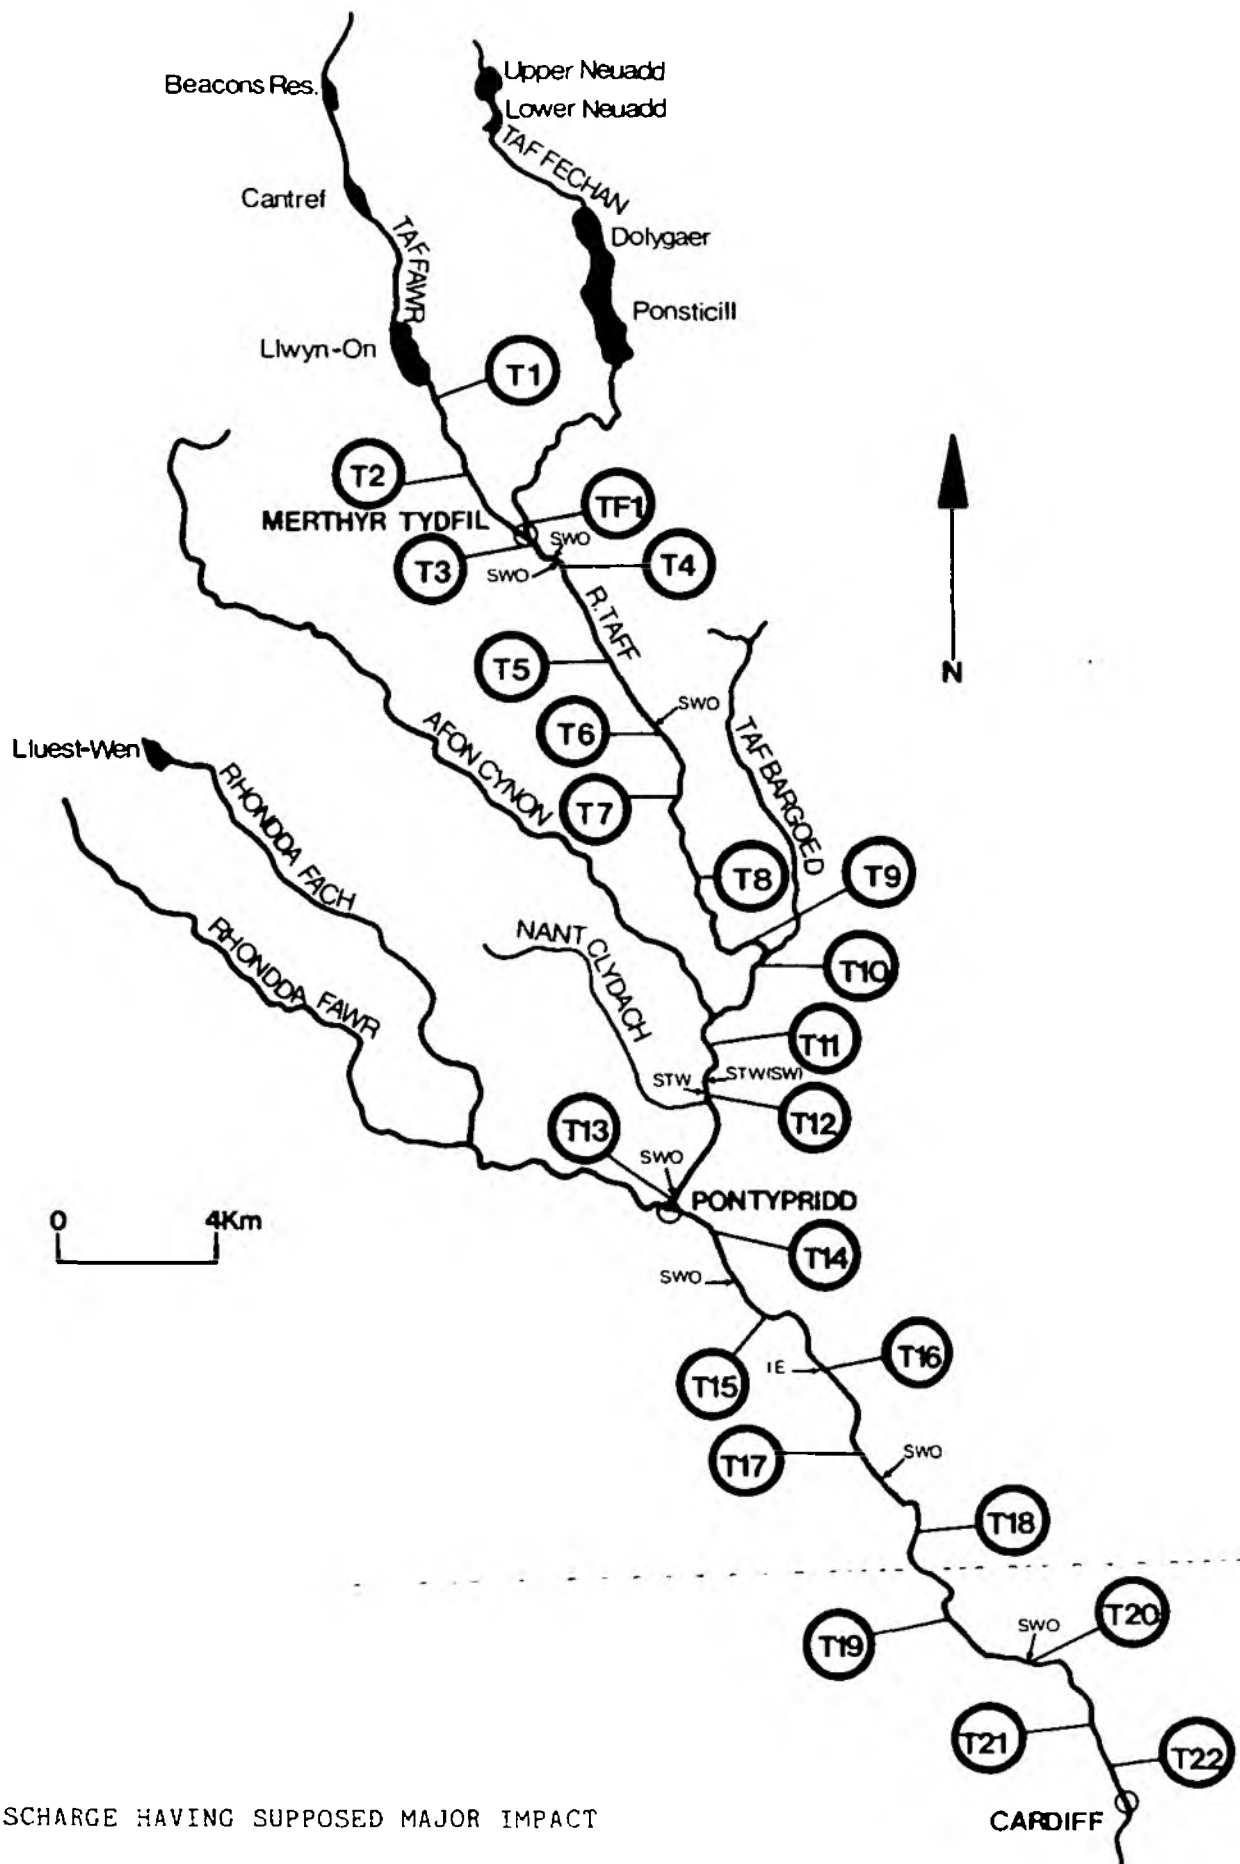 Upper Neuadd
Beacons Res.
Lower Neuadd
TAF FECHAN
Cantref
TAF FAWR
Dolygaer
Ponsticill
Llwyn-On
T1
T2
TF1
MERTHYR TYDFIL
SWO
T3
SWO
T4
R.TAFF
T5
N
SWO
T6
AFON CYNON
TAF BARGOED
Lluest-Wen
RHONDDA FACH
T7
T8
T9
RHONDDA FAWR
NANT CLYDACH
T10
T11
STW
STW(SW)
T12
T13
SWO
PONTYPRIDD
0 4Km
T14
SWO
T16
IE
T15
SWO
T17
T18
T20
SWO
T19
T21
T22
SCHARGE HAVING SUPPOSED MAJOR IMPACT
CARDIFF